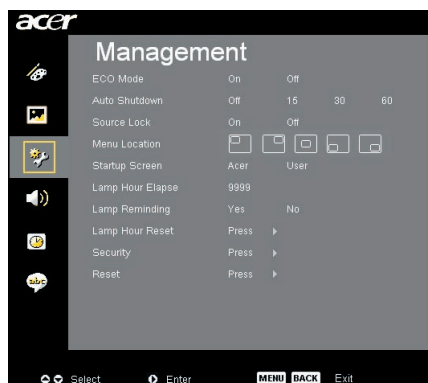 acer
Management
ECO Mode On Off
Auto Shutdown Off 15 30 60
Source Lock On Off
Menu Location
Startup Screen Acer User
Lamp Hour Elapse 9999
Lamp Reminding Yes No
Lamp Hour Reset Press
Security Press
Reset Press
abc
Select Enter MENU BACK Exit